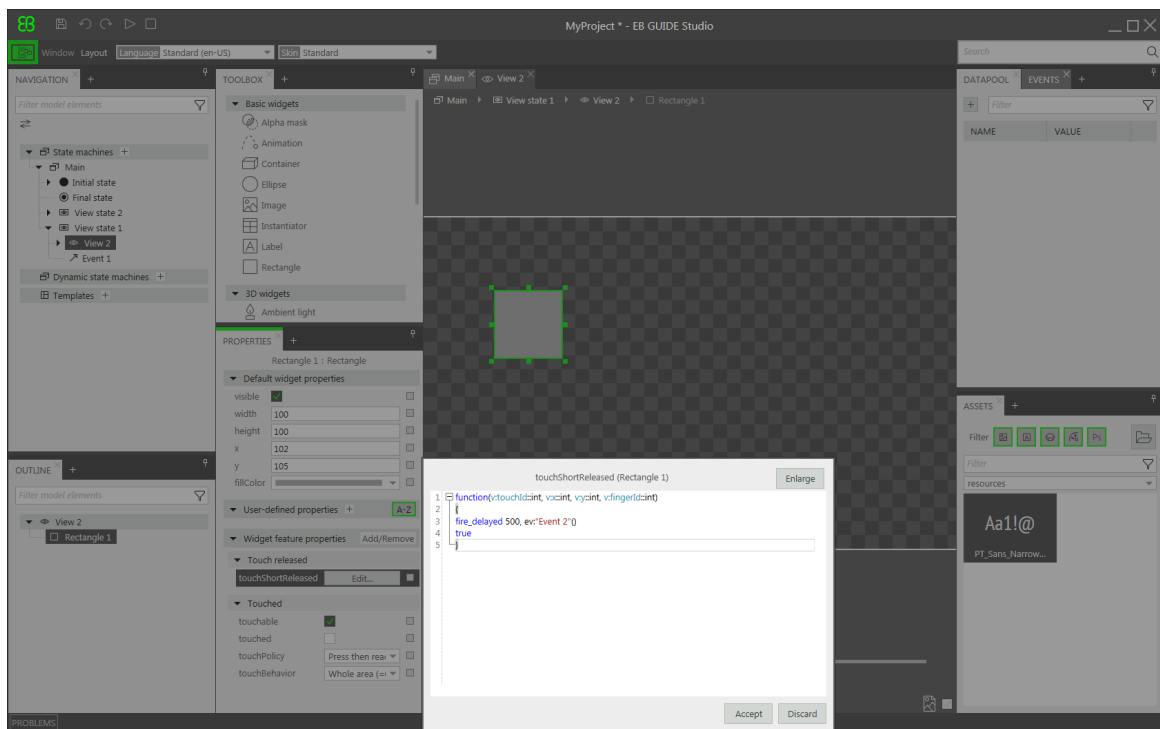 MyProject * - EB GUIDE Studio
Window Layout Language Standard (en-US) Skin Standard
Search
NAVIGATION
Filter model elements
State machines
Main
Initial state
Final state
View state 2
View state 1
View 2
Event 1
Dynamic state machines
Templates
OUTLINE
Filter model elements
View 2
Rectangle 1
PROBLEMS
TOOLBOX
Basic widgets
Alpha mask
Animation
Container
Ellipse
Image
Instantiator
Label
Rectangle
3D widgets
Ambient light
PROPERTIES
Rectangle 1 : Rectangle
Default widget properties
visible
width 100
height 100
x 102
y 105
fillColor
User-defined properties + A-Z
Widget feature properties Add/Remove
Touch released
touchShortReleased Edit...
Touched
touchable
touched
touchPolicy Press then rea
touchBehavior Whole area (=
Main View 2
Main View state 1 View 2 Rectangle 1
touchShortReleased (Rectangle 1)
Enlarge
1 function(v:touchId::int, v:x::int, v:y::int, v:fingerId::int)
2 {
3 fire_delayed 500, ev:"Event 2"()
4 true
5 }
Accept Discard
DATAPOOL EVENTS
Filter
NAME VALUE
ASSETS
Filter Ps
Filter
resources
Aa1!@
PT_Sans_Narrow...